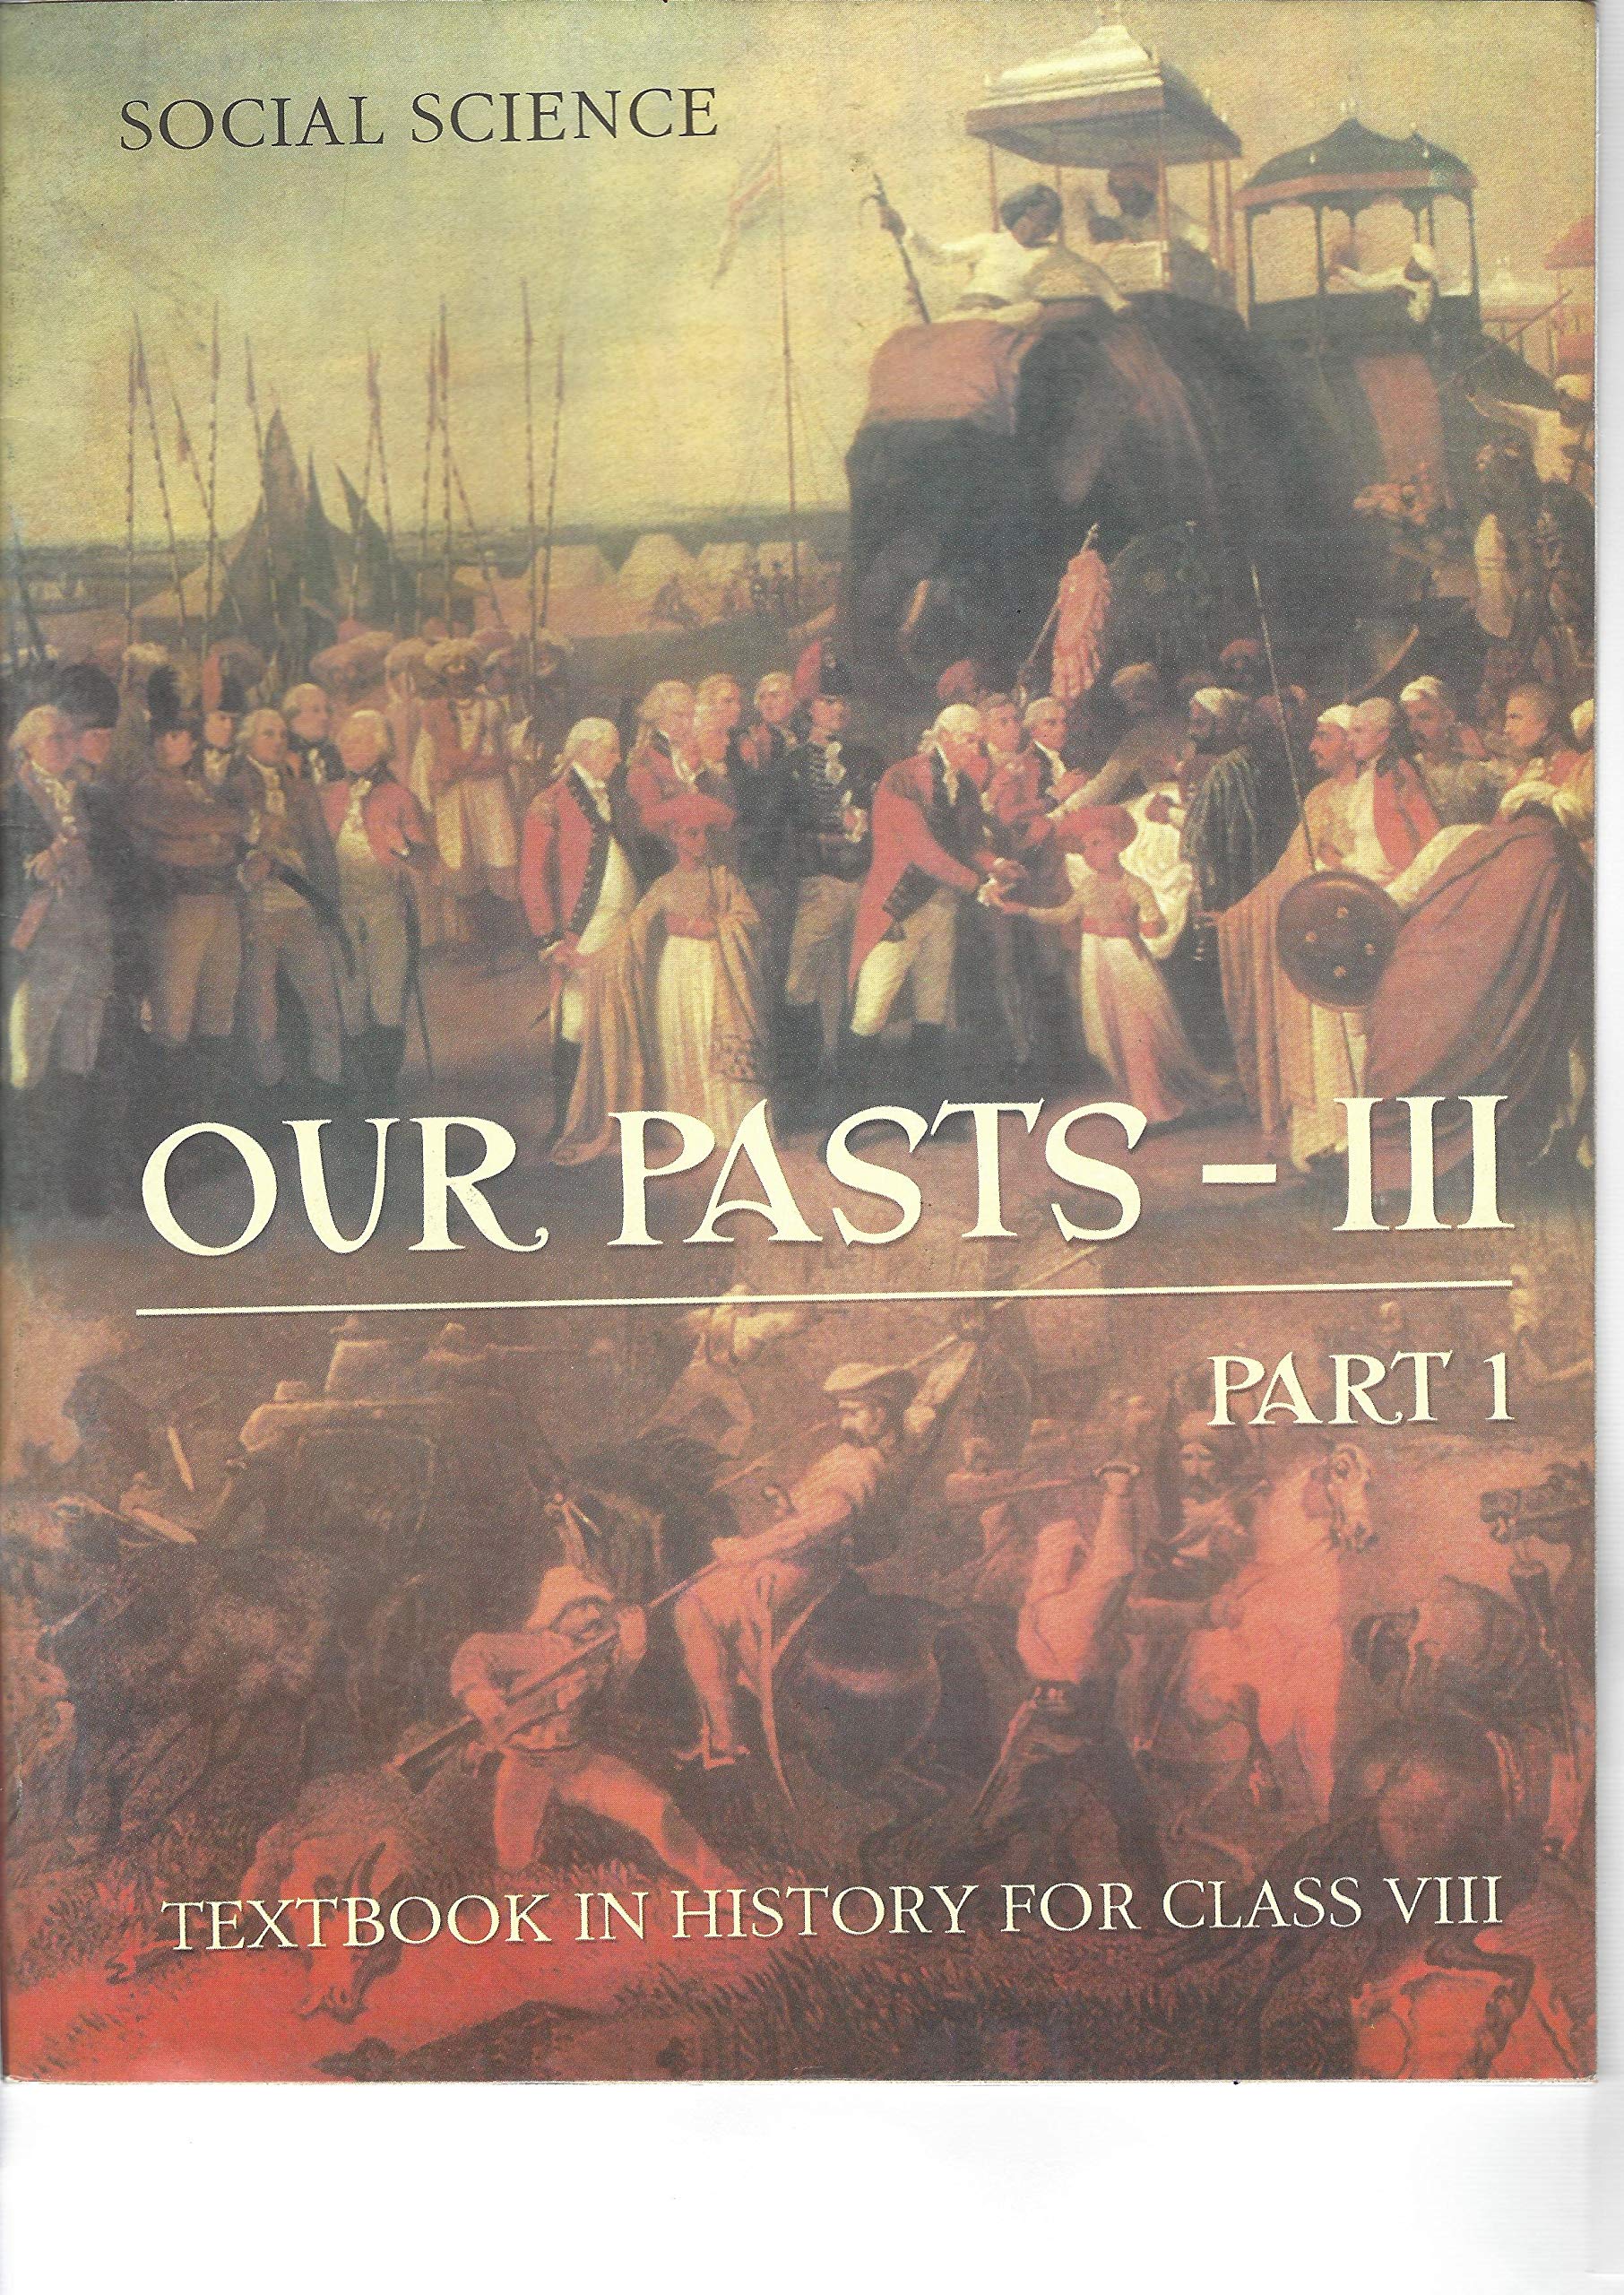 SOCIAL SCIENCE
OUR PASTS – III
PART 1
TEXTBOOK IN HISTORY FOR CLASS VIII